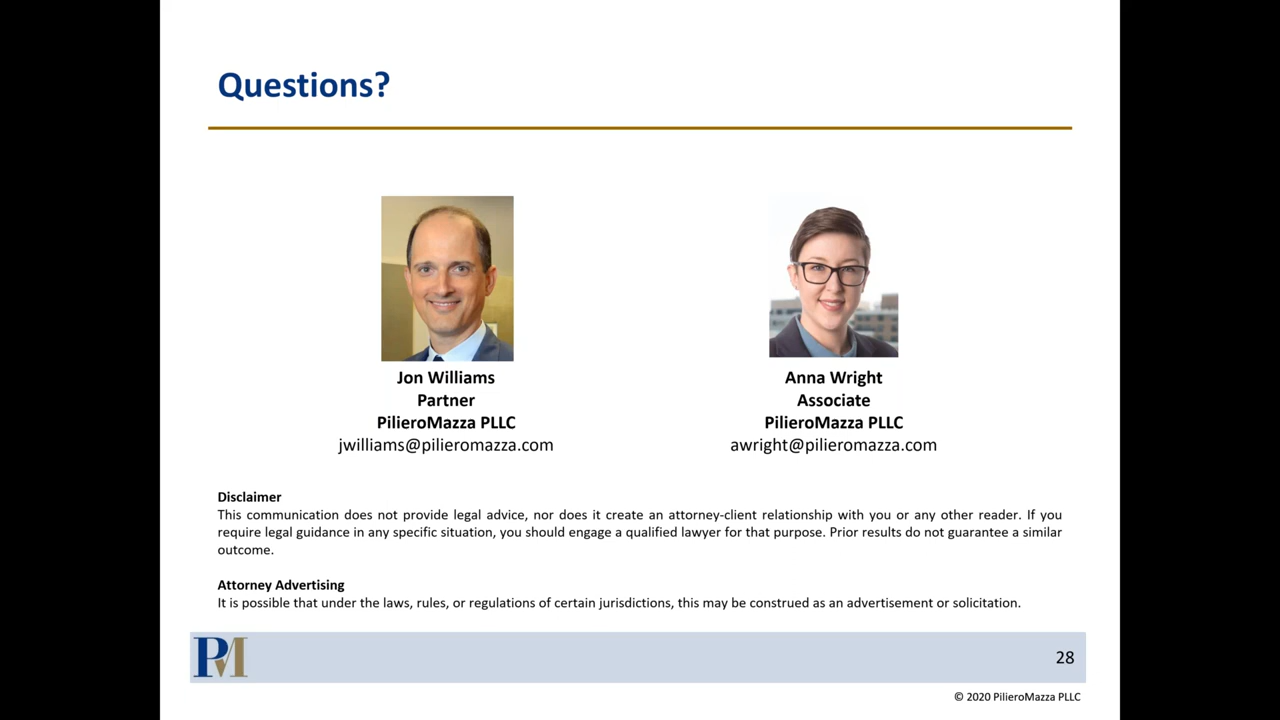 Questions?
Jon Williams
Partner
PilieroMazza PLLC
jwilliams@pilieromazza.com
Anna Wright
Associate
PilieroMazza PLLC
awright@pilieromazza.com
Disclaimer
This communication does not provide legal advice, nor does it create an attorney-client relationship with you or any other reader. If you
require legal guidance in any specific situation, you should engage a qualified lawyer for that purpose. Prior results do not guarantee a similar
outcome.
Attorney Advertising
It is possible that under the laws, rules, or regulations of certain jurisdictions, this may be construed as an advertisement or solicitation.
PM
28
© 2020 PilieroMazza PLLC